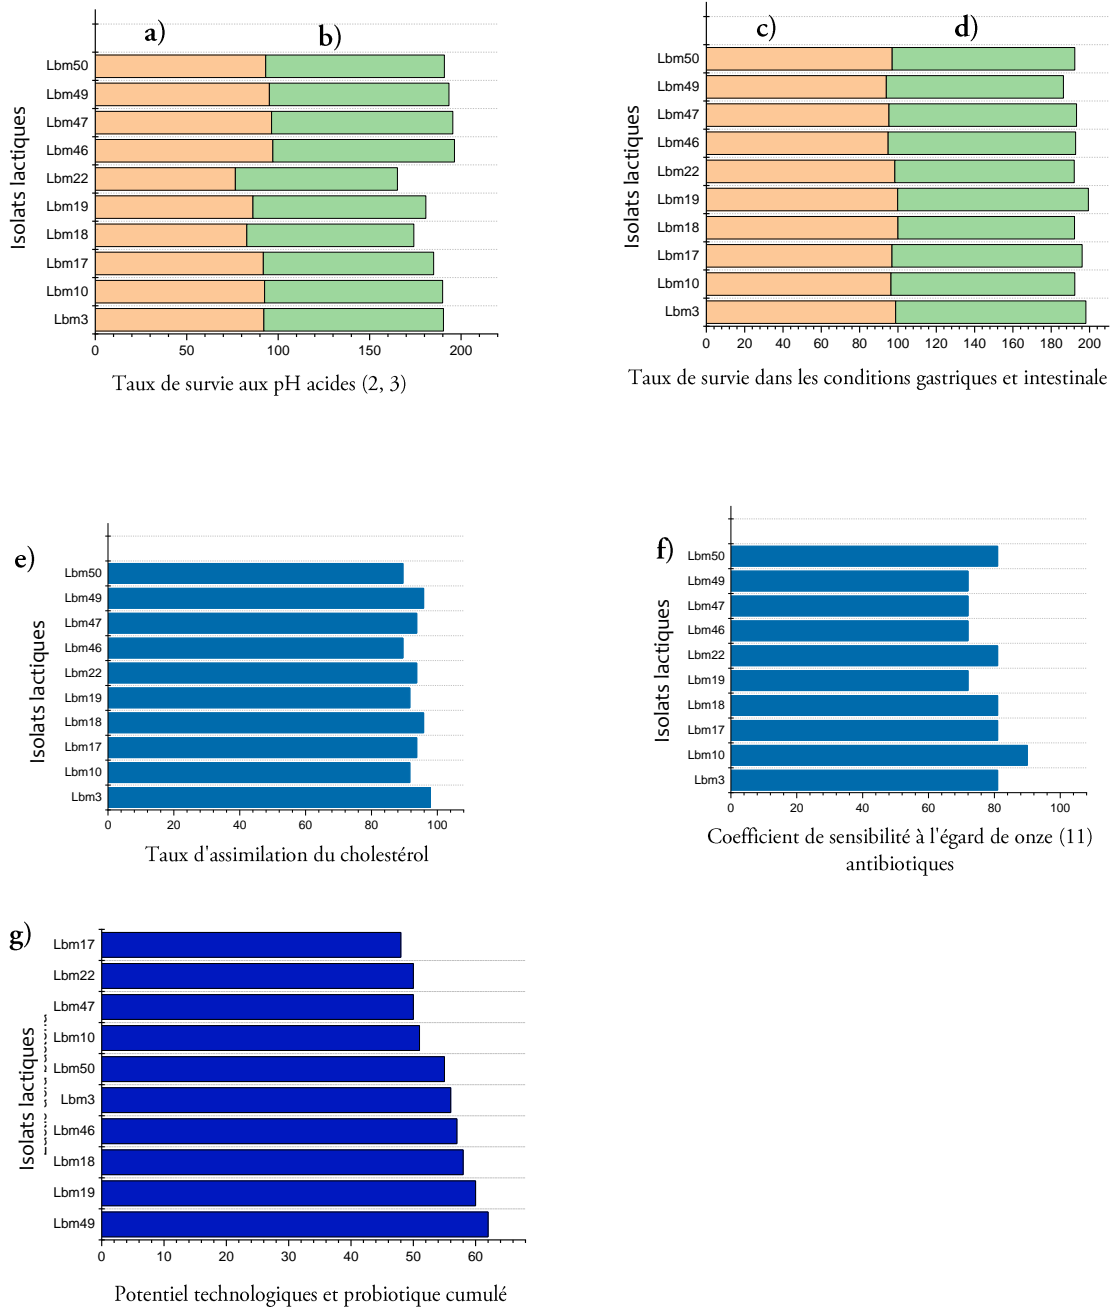 a)
b)
Lbm50
Lbm49
Lbm47
Lbm46
Lbm22
Lbm19
Lbm18
Lbm17
Lbm10
Lbm3
Isolats lactiques
0 50 100 150 200
Taux de survie aux pH acides (2, 3)
c)
d)
Lbm50
Lbm49
Lbm47
Lbm46
Lbm22
Lbm19
Lbm18
Lbm17
Lbm10
Lbm3
Isolats lactiques
0 20 40 60 80 100 120 140 160 180 200
Taux de survie dans les conditions gastriques et intestinale
e)
Lbm50
Lbm49
Lbm47
Lbm46
Lbm22
Lbm19
Lbm18
Lbm17
Lbm10
Lbm3
Isolats lactiques
0 20 40 60 80 100
Taux d'assimilation du cholestérol
f)
Lbm50
Lbm49
Lbm47
Lbm46
Lbm22
Lbm19
Lbm18
Lbm17
Lbm10
Lbm3
Isolats lactiques
0 20 40 60 80 100
Coefficient de sensibilité à l'égard de onze (11)
antibiotiques
g)
Lbm17
Lbm22
Lbm47
Lbm10
Lbm50
Lbm3
Lbm46
Lbm18
Lbm19
Lbm49
Isolats lactiques
0 10 20 30 40 50 60
Potentiel technologiques et probiotique cumulé